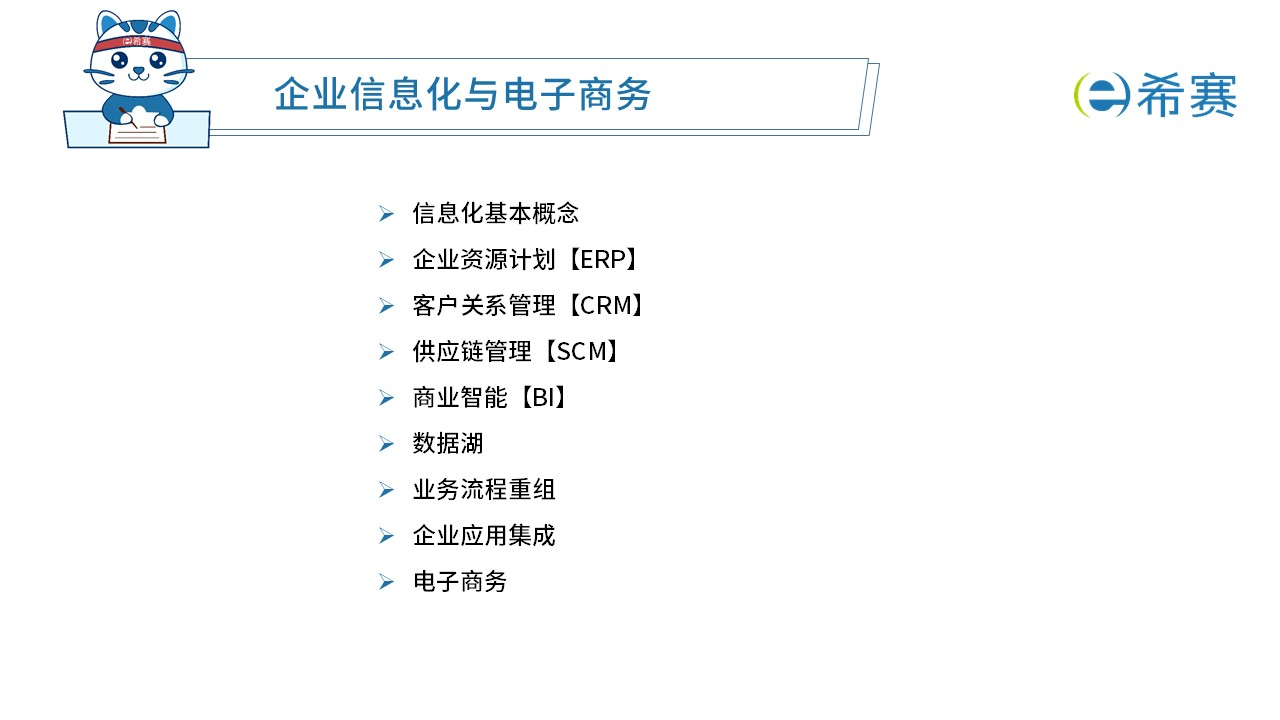 希赛
企业信息化与电子商务
希赛
信息化基本概念
企业资源计划【ERP】
客户关系管理【CRM】
供应链管理【SCM】
商业智能【BI】
数据湖
业务流程重组
企业应用集成
电子商务